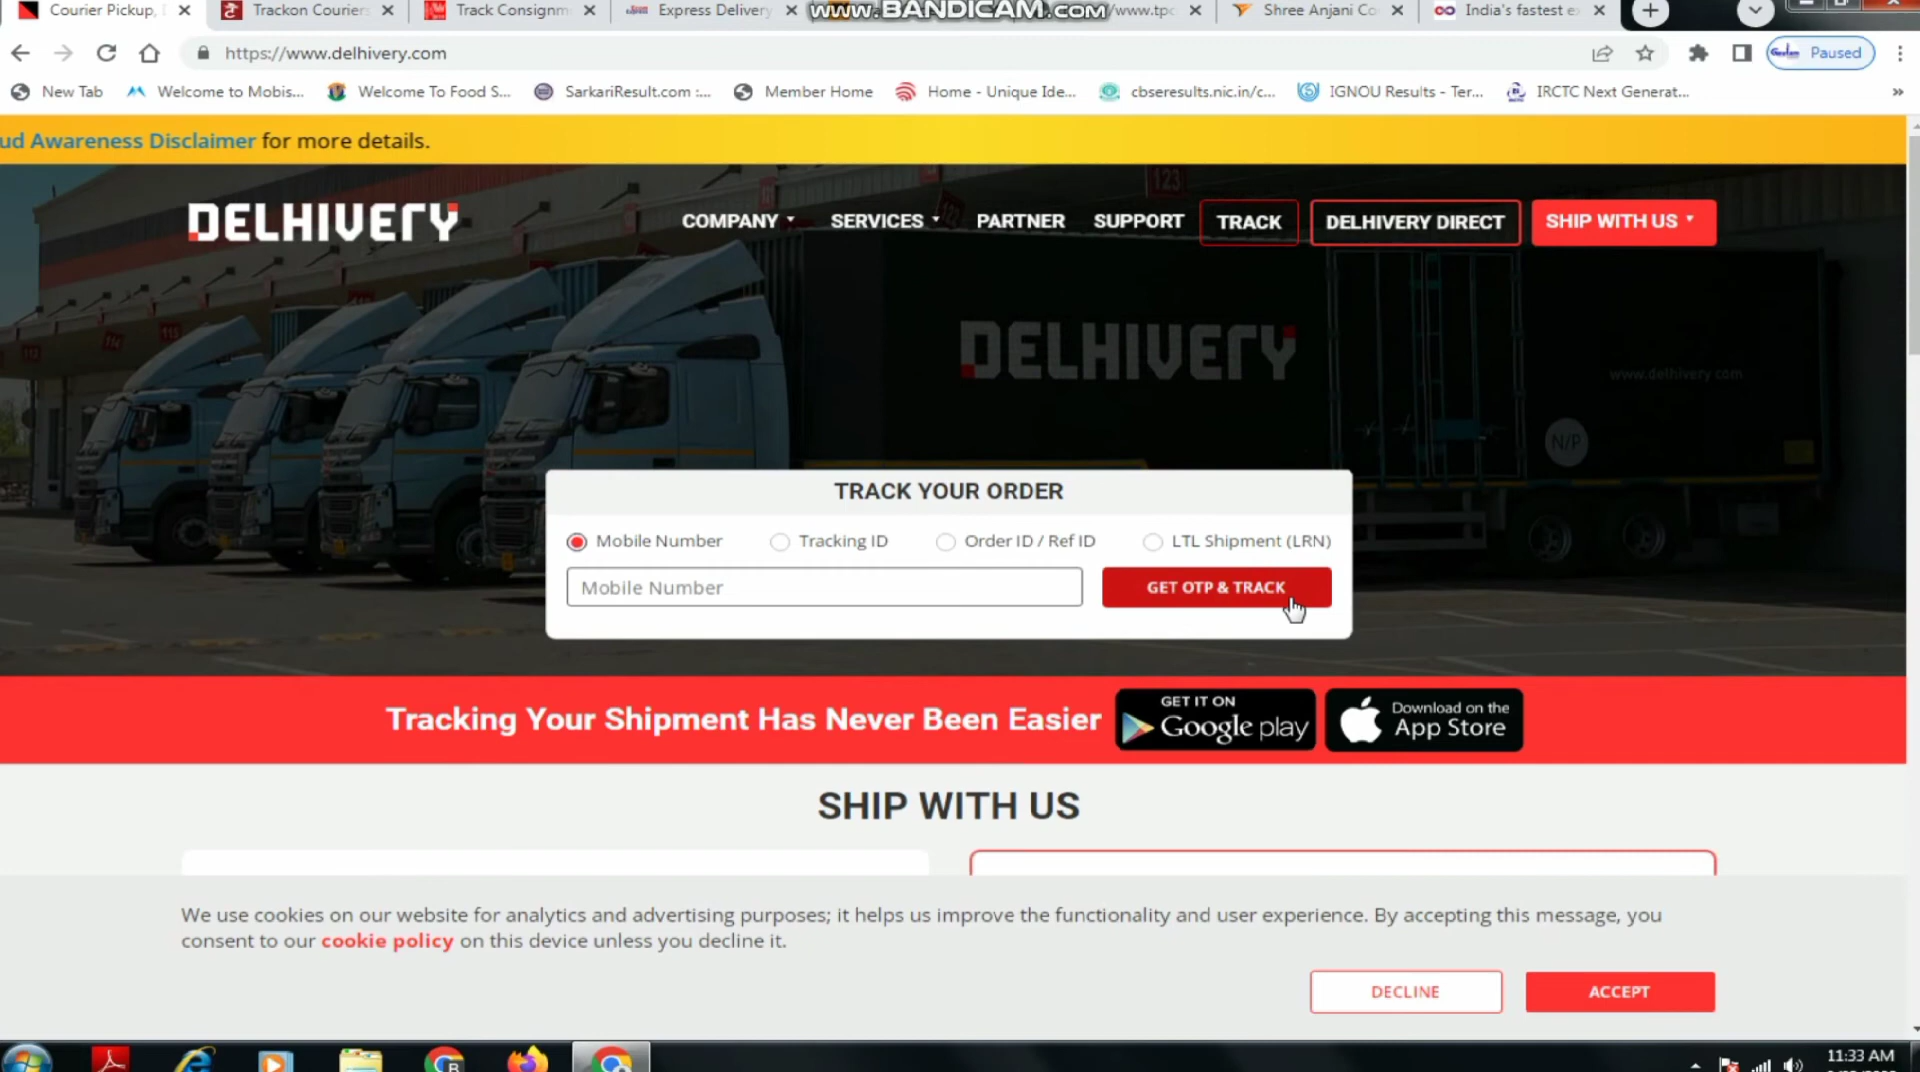 Courier Pickup,
Trackon Couriers
Track Consignm
Express Delivery
www.BANDICAM.com
/www.tpc
Shree Anjani Co
India's fastest e
https://www.delhivery.com
Paused
New Tab
Welcome to Mobis...
Welcome To Food S...
SarkariResult.com :...
Member Home
Home - Unique Ide...
cbseresults.nic.in/c...
IGNOU Results - Ter...
IRCTC Next Generat...
»
ud Awareness Disclaimer for more details.
123
DELHIVERY
COMPANY
SERVICES
PARTNER
SUPPORT
TRACK
DELHIVERY DIRECT
SHIP WITH US
DELHIVERY
www.delhivery.com
N/P
TRACK YOUR ORDER
Mobile Number
Tracking ID
Order ID / Ref ID
LTL Shipment (LRN)
Mobile Number
GET OTP & TRACK
Tracking Your Shipment Has Never Been Easier
GET IT ON
Google play
Download on the
App Store
SHIP WITH US
We use cookies on our website for analytics and advertising purposes; it helps us improve the functionality and user experience. By accepting this message, you
consent to our cookie policy on this device unless you decline it.
DECLINE
ACCEPT
11:33 AM